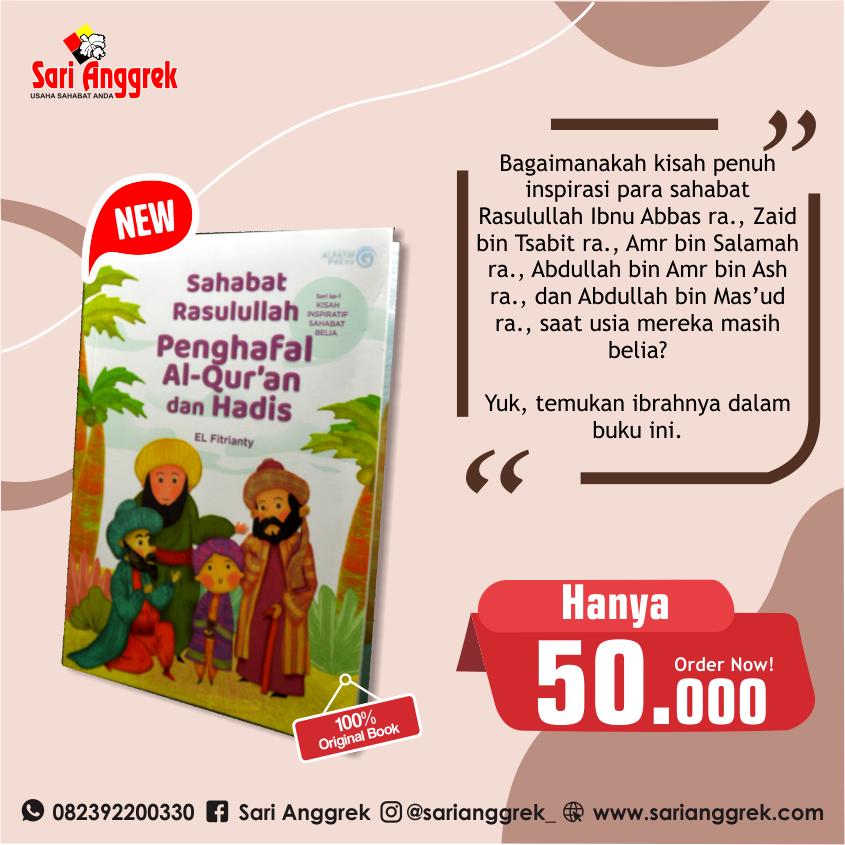 Sari Anggrek
USAHA SAHABAT ANDA
NEW
ALFATIH
PRESS
Sahabat
Rasulullah
Seri ke-1
KISAH
INSPIRATIF
SAHABAT
BELIA
Penghafal
Al-Qur'an
dan Hadis
EL Fitrianty
100%
Original Book
Bagaimanakah kisah penuh
inspirasi para sahabat
Rasulullah Ibnu Abbas ra., Zaid
bin Tsabit ra., Amr bin Salamah
ra., Abdullah bin Amr bin Ash
ra., dan Abdullah bin Mas'ud
ra., saat usia mereka masih
belia?
Yuk, temukan ibrahnya dalam
buku ini.
Hanya
50.000
Order Now!
082392200330 Sari Anggrek @sarianggrek_ www.sarianggrek.com